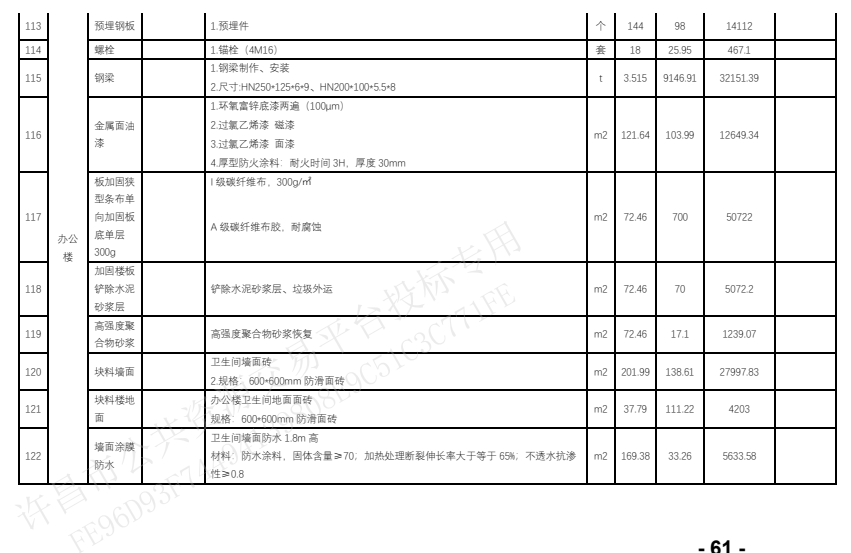 113 预埋钢板 1.预埋件 个 144 98 14112
114 螺栓 1.锚栓（4M16） 套 18 25.95 467.1
115 钢梁 1.钢梁制作、安装
2.尺寸:HN250*125*6*9、HN200*100*5.5*8 t 3.515 9146.91 32151.39
116 金属面油
漆 1.环氧富锌底漆两遍（100μm）
2.过氯乙烯漆 磁漆
3.过氯乙烯漆 面漆
4.厚型防火涂料：耐火时间 3H，厚度 30mm m2 121.64 103.99 12649.34
办公
楼
117 板加固狭
型条布单
向加固板
底单层
300g I 级碳纤维布，300g/㎡
A 级碳纤维布胶，耐腐蚀 m2 72.46 700 50722
118 加固楼板
铲除水泥
砂浆层 铲除水泥砂浆层、垃圾外运 m2 72.46 70 5072.2
119 高强度聚
合物砂浆 高强度聚合物砂浆恢复 m2 72.46 17.1 1239.07
120 块料墙面 卫生间墙面砖
2.规格：600*600mm 防滑面砖 m2 201.99 138.61 27997.83
121 块料楼地
面 办公楼卫生间地面面砖
规格：600*600mm 防滑面砖 m2 37.79 111.22 4203
122 墙面涂膜
防水 卫生间墙面防水 1.8m 高
材料：防水涂料，固体含量≥70；加热处理断裂伸长率大于等于 65%；不透水抗渗
性≥0.8 m2 169.38 33.26 5633.58
- 61 -